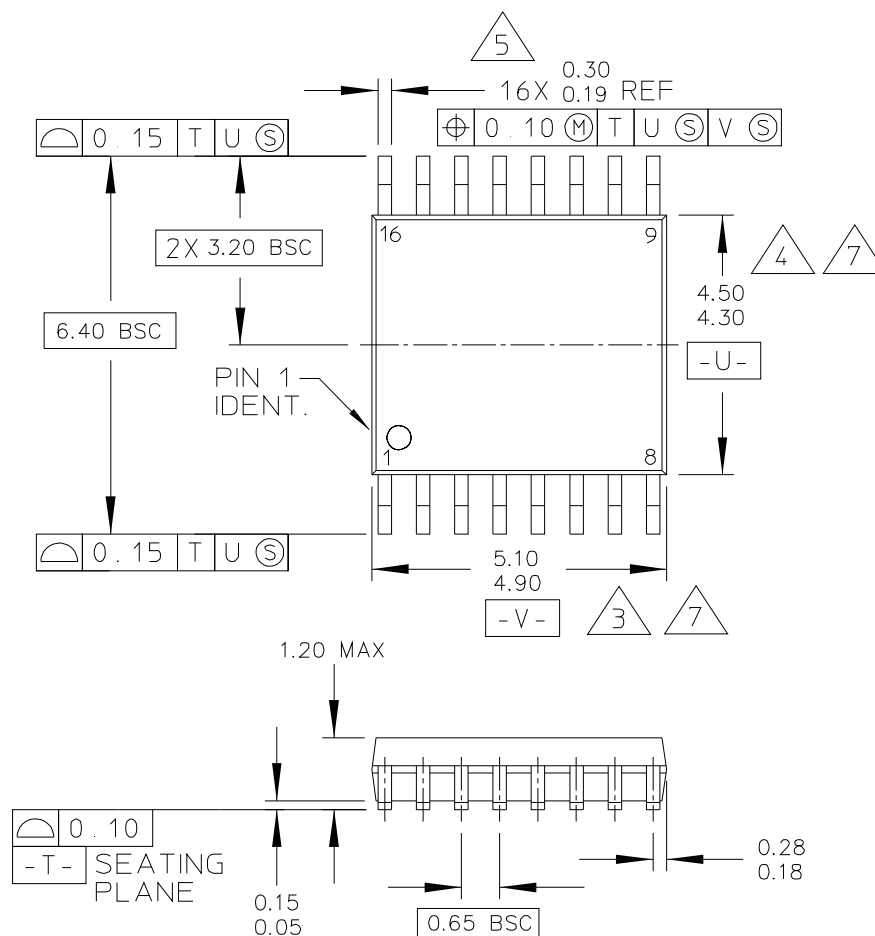 5
16X 0.30 REF
0.19
0.15 T U Ⓢ
0.10 Ⓜ T U Ⓢ V Ⓢ
16
9
2X 3.20 BSC
4
7
4.50
4.30
6.40 BSC
-U-
PIN 1
IDENT.
1
8
0.15 T U Ⓢ
5.10
4.90
-V-
3
7
1.20 MAX
0.10
-T- SEATING
PLANE
0.28
0.18
0.15
0.05
0.65 BSC